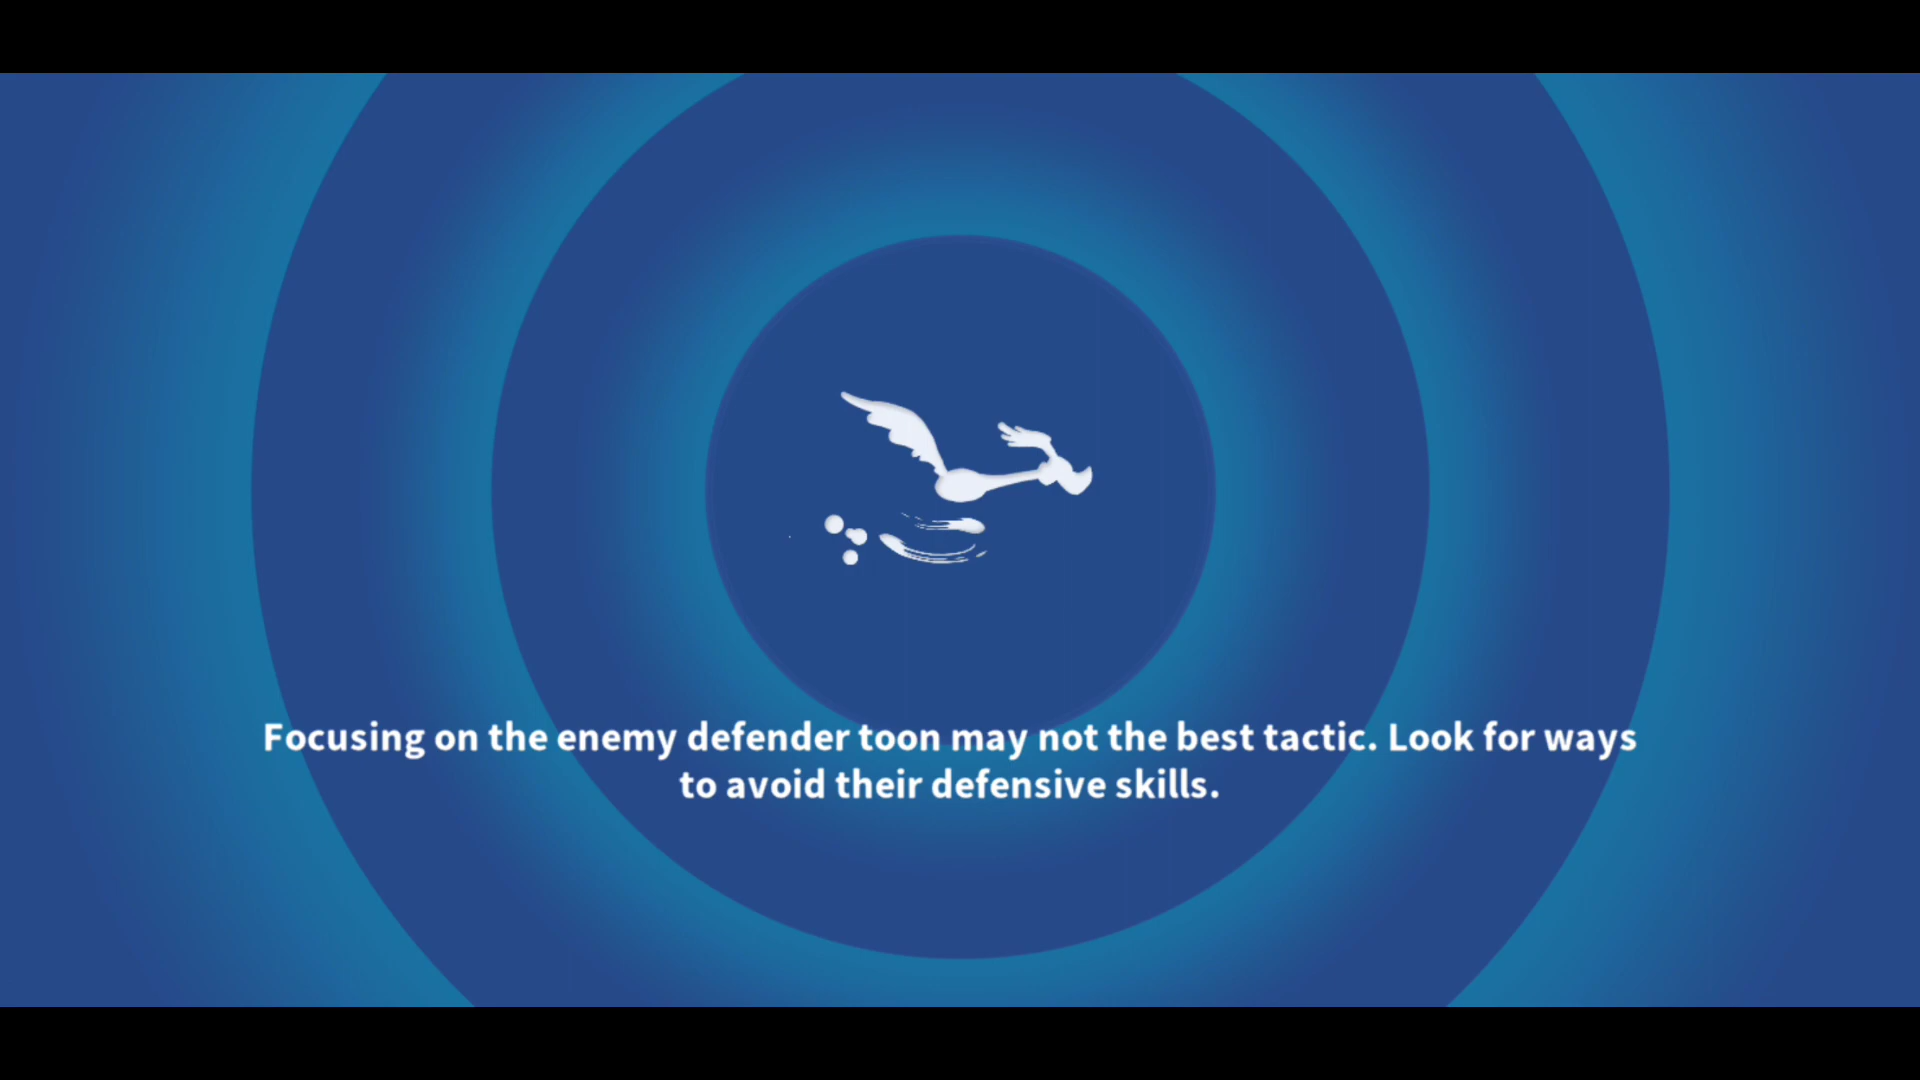 Focusing on the enemy defender toon may not the best tactic. Look for ways
to avoid their defensive skills.